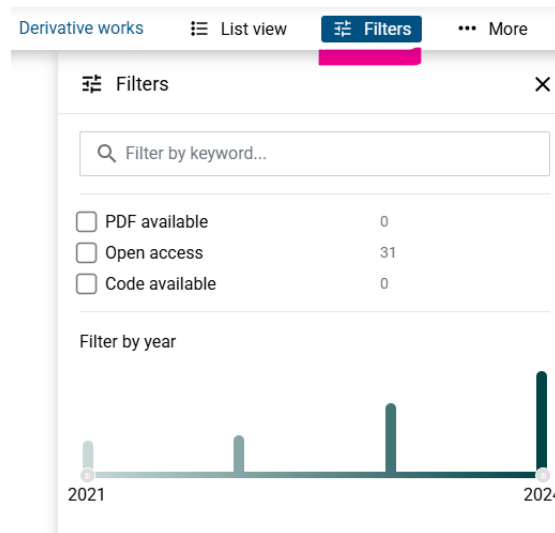 Derivative works List view Filters ••• More
Filters
Filter by keyword...
PDF available 0
Open access 31
Code available 0
Filter by year
2021 2024